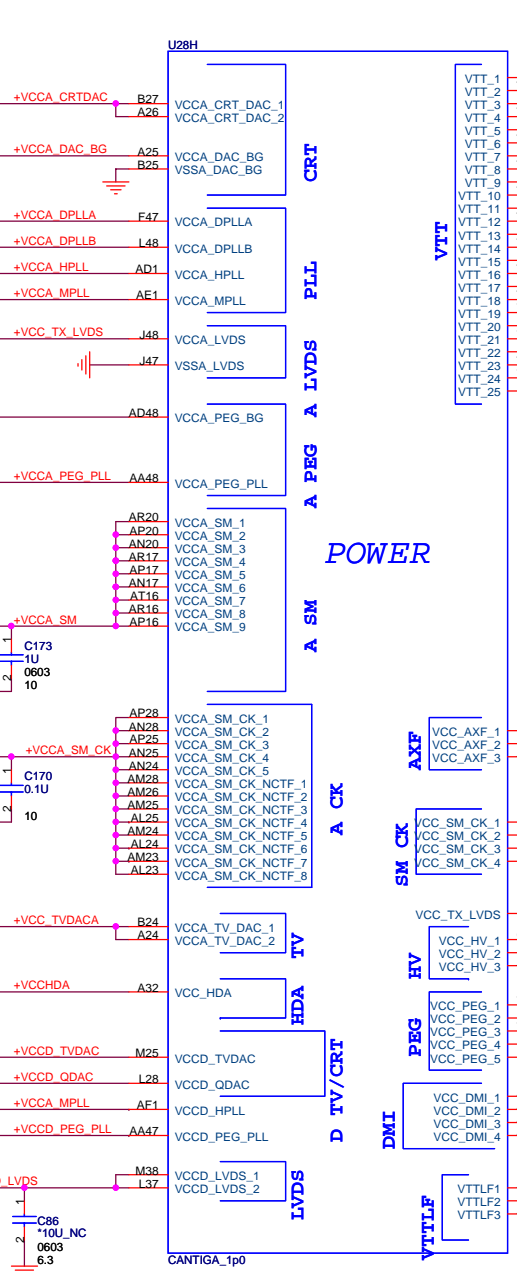 U28H
+VCCA_CRTDAC B27 VCCA_CRT_DAC_1
A26 VCCA_CRT_DAC_2
+VCCA_DAC_BG A25 VCCA_DAC_BG
B25 VSSA_DAC_BG
CRT
+VCCA_DPLLA F47 VCCA_DPLLA
+VCCA_DPLLB L48 VCCA_DPLLB
+VCCA_HPLL AD1 VCCA_HPLL
+VCCA_MPLL AE1 VCCA_MPLL
PLL
+VCC_TX_LVDS J48 VCCA_LVDS
J47 VSSA_LVDS
A LVDS
AD48 VCCA_PEG_BG
+VCCA_PEG_PLL AA48 VCCA_PEG_PLL
A PEG
AR20 VCCA_SM_1
AP20 VCCA_SM_2
AN20 VCCA_SM_3
AR17 VCCA_SM_4
AP17 VCCA_SM_5
AN17 VCCA_SM_6
AT16 VCCA_SM_7
AR16 VCCA_SM_8
+VCCA_SM AP16 VCCA_SM_9
A SM
1
C173
1U
0603
2
10
AP28 VCCA_SM_CK_1
AN28 VCCA_SM_CK_2
AP25 VCCA_SM_CK_3
+VCCA_SM_CK AN25 VCCA_SM_CK_4
AN24 VCCA_SM_CK_5
AM28 VCCA_SM_CK_NCTF_1
AM26 VCCA_SM_CK_NCTF_2
AM25 VCCA_SM_CK_NCTF_3
AL25 VCCA_SM_CK_NCTF_4
AM24 VCCA_SM_CK_NCTF_5
AL24 VCCA_SM_CK_NCTF_6
AM23 VCCA_SM_CK_NCTF_7
AL23 VCCA_SM_CK_NCTF_8
A CK
1
C170
0.1U
2
10
+VCC_TVDACA B24 VCCA_TV_DAC_1
A24 VCCA_TV_DAC_2
TV
+VCCHDA A32 VCC_HDA
HDA
+VCCD_TVDAC M25 VCCD_TVDAC
+VCCD_QDAC L28 VCCD_QDAC
+VCCA_MPLL AF1 VCCD_HPLL
+VCCD_PEG_PLL AA47 VCCD_PEG_PLL
D TV/CRT
M38 VCCD_LVDS_1
D_LVDS L37 VCCD_LVDS_2
LVDS
1
C86
*10U_NC
2
0603
6.3
POWER
VTT
VTT_1
VTT_2
VTT_3
VTT_4
VTT_5
VTT_6
VTT_7
VTT_8
VTT_9
VTT_10
VTT_11
VTT_12
VTT_13
VTT_14
VTT_15
VTT_16
VTT_17
VTT_18
VTT_19
VTT_20
VTT_21
VTT_22
VTT_23
VTT_24
VTT_25
AXF
VCC_AXF_1
VCC_AXF_2
VCC_AXF_3
SM CK
VCC_SM_CK_1
VCC_SM_CK_2
VCC_SM_CK_3
VCC_SM_CK_4
VCC_TX_LVDS
HV
VCC_HV_1
VCC_HV_2
VCC_HV_3
PEG
VCC_PEG_1
VCC_PEG_2
VCC_PEG_3
VCC_PEG_4
VCC_PEG_5
DMI
VCC_DMI_1
VCC_DMI_2
VCC_DMI_3
VCC_DMI_4
VTTLF
VTTLF1
VTTLF2
VTTLF3
CANTIGA_1p0